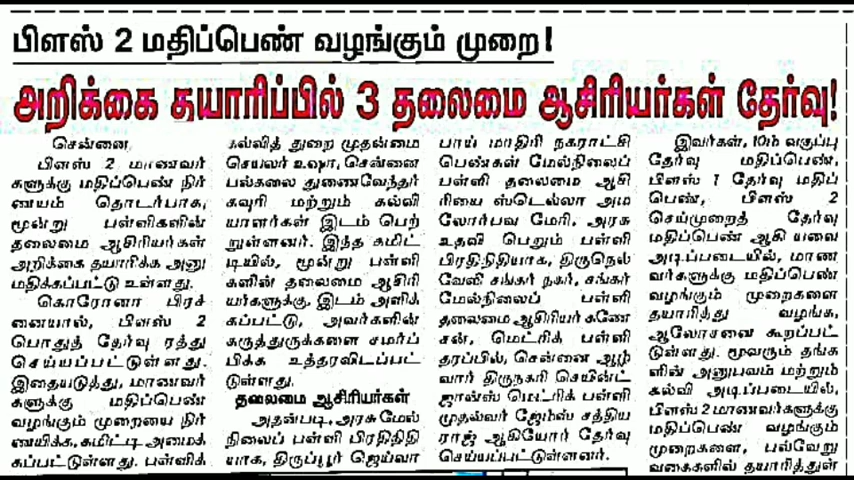 பிளஸ் 2 மதிப்பெண் வழங்கும் முறை!
அறிக்கை தயாரிப்பில் 3 தலைமை ஆசிரியர்கள் தேர்வு!
சென்னை,
பிளஸ் 2 மாணவர்
களுக்கு மதிப்பெண் நிர்
ணயம் தொடர்பாக,
மூன்று பள்ளிகளின்
தலைமை ஆசிரியர்கள்
அறிக்கை தயாரிக்க அனு
மதிக்கப்பட்டு உள்ளது.
கொரோனா பிரச்
னையால், பிளஸ் 2
பொதுத் தேர்வு ரத்து
செய்யப்பட்டுள்ளது.
இதையடுத்து, மாணவர்
களுக்கு மதிப்பெண்
வழங்கும் முறையை நிர்
ணயிக்க, கமிட்டி அமைக்
கப்பட்டுள்ளது. பள்ளிக்
கல்வித் துறை முதன்மை
செயலர் உஷா, சென்னை
பல்கலை துணைவேந்தர்
கவுரி மற்றும் கல்வி
யாளர்கள் இடம் பெற்
றுள்ளனர். இந்த கமிட்
டியில், மூன்று பள்ளி
களின் தலைமை ஆசிரி
யர்களுக்கு, இடம் அளிக்
கப்பட்டு, அவர்களின்
கருத்துருக்களை சமர்ப்
பிக்க உத்தரவிடப்பட்
டுள்ளது.
தலைமை ஆசிரியர்கள்
அதன்படி, அரசு மேல்
நிலைப் பள்ளி பிரதிநிதி
யாக, திருப்பூர் ஜெய்வா
பாய் மாதிரி நகராட்சி
பெண்கள் மேல்நிலைப்
பள்ளி தலைமை ஆசி
ரியை ஸ்டெல்லா அம
லோர்பவ மேரி, அரசு
உதவி பெறும் பள்ளி
பிரதிநிதியாக, திருநெல்
வேலி சங்கர் நகர், சங்கர்
மேல்நிலைப் பள்ளி
தலைமை ஆசிரியர் கணே
சன், மெட்ரிக் பள்ளி
தரப்பில், சென்னை ஆழ்
வார் திருநகரி செயின்ட்
ஜான்ஸ் மெட்ரிக் பள்ளி
முதல்வர் ஜேம்ஸ் சத்திய
ராஜ் ஆகியோர் தேர்வு
செய்யப்பட்டுள்ளனர்.
இவர்கள், 10ம் வகுப்பு
தேர்வு மதிப்பெண்,
பிளஸ் 1 தேர்வு மதிப்
பெண், பிளஸ் 2
செய்முறைத் தேர்வு
மதிப்பெண் ஆகியவை
அடிப்படையில், மாண
வர்களுக்கு மதிப்பெண்
வழங்கும் முறைகளை
தயாரித்து வழங்க,
ஆலோசனை கூறப்பட்
டுள்ளது. மூவரும் தங்க
ளின் அனுபவம் மற்றும்
கல்வி அடிப்படையில்,
பிளஸ் 2 மாணவர்களுக்கு
மதிப்பெண் வழங்கும்
முறைகளை, பல்வேறு
வகைகளில் தயாரித்துள்